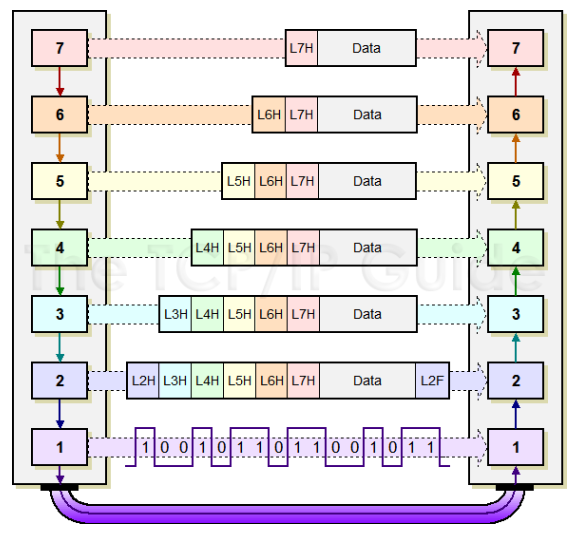 7 L7H Data 7
6 L6H L7H Data 6
5 L5H L6H L7H Data 5
4 L4H L5H L6H L7H Data 4
The TCP/IP Guide
3 L3H L4H L5H L6H L7H Data 3
2 L2H L3H L4H L5H L6H L7H Data L2F 2
1 1 0 0 1 0 1 1 0 1 1 0 0 1 0 1 1 1